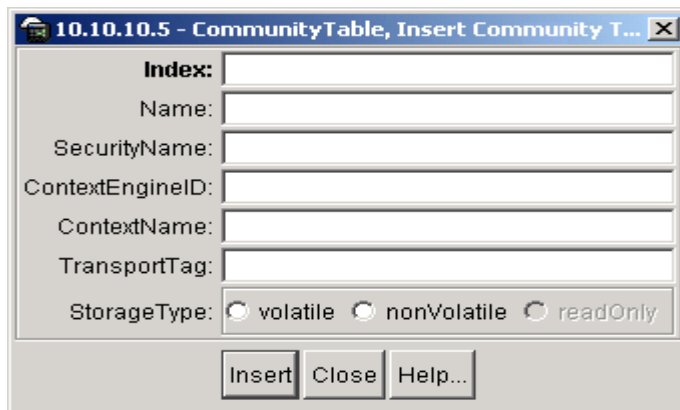 10.10.10.5 - CommunityTable, Insert Community T...
Index:
Name:
SecurityName:
ContextEngineID:
ContextName:
TransportTag:
StorageType: volatile nonVolatile readOnly
Insert Close Help...